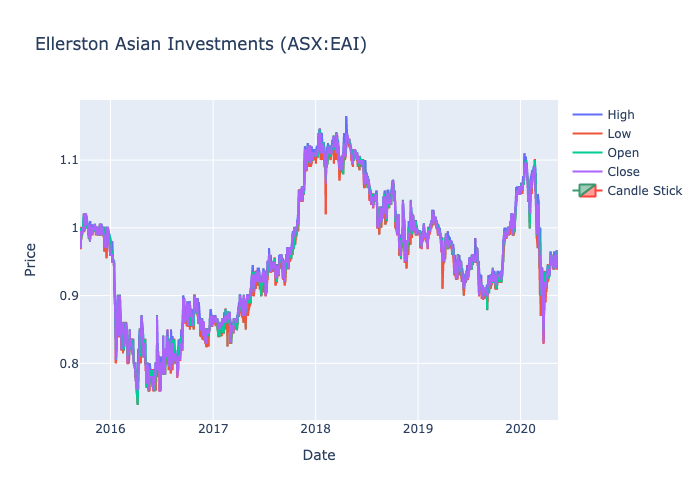 Ellerston Asian Investments (ASX:EAI)
High
Low
Open
Close
Candle Stick
Price
1.1
1
0.9
0.8
2016 2017 2018 2019 2020
Date